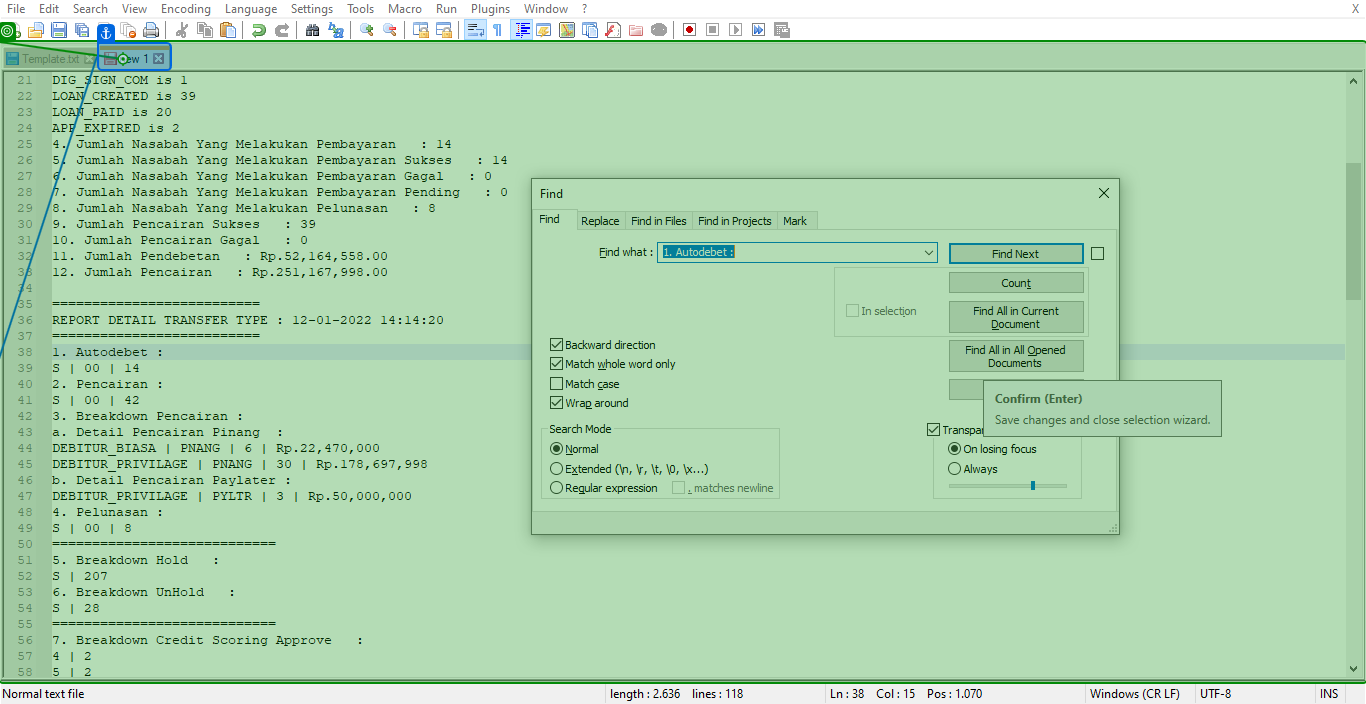 File Edit Search View Encoding Language Settings Tools Macro Run Plugins Window ? X
Template.txt new 1
21 DIG_SIGN_COM is 1
22 LOAN_CREATED is 39
23 LOAN_PAID is 20
24 APP_EXPIRED is 2
25 4. Jumlah Nasabah Yang Melakukan Pembayaran : 14
26 5. Jumlah Nasabah Yang Melakukan Pembayaran Sukses : 14
27 6. Jumlah Nasabah Yang Melakukan Pembayaran Gagal : 0
28 7. Jumlah Nasabah Yang Melakukan Pembayaran Pending : 0
29 8. Jumlah Nasabah Yang Melakukan Pelunasan : 8
30 9. Jumlah Pencairan Sukses : 39
31 10. Jumlah Pencairan Gagal : 0
32 11. Jumlah Pendebetan : Rp.52,164,558.00
33 12. Jumlah Pencairan : Rp.251,167,998.00
34
35 ==========================
36 REPORT DETAIL TRANSFER TYPE : 12-01-2022 14:14:20
37 ==========================
38 1. Autodebet :
39 S | 00 | 14
40 2. Pencairan :
41 S | 00 | 42
42 3. Breakdown Pencairan :
43 a. Detail Pencairan Pinang :
44 DEBITUR_BIASA | PNANG | 6 | Rp.22,470,000
45 DEBITUR_PRIVILAGE | PNANG | 30 | Rp.178,697,998
46 b. Detail Pencairan Paylater :
47 DEBITUR_PRIVILAGE | PYLTR | 3 | Rp.50,000,000
48 4. Pelunasan :
49 S | 00 | 8
50 ============================
51 5. Breakdown Hold :
52 S | 207
53 6. Breakdown UnHold :
54 S | 28
55 ============================
56 7. Breakdown Credit Scoring Approve :
57 4 | 2
58 5 | 2
Find
Find Replace Find in Files Find in Projects Mark
Find what : 1. Autodebet : Find Next
Count
In selection
Find All in Current
Document
Find All in All Opened
Documents
Backward direction
Match whole word only
Match case
Wrap around
Confirm (Enter)
Save changes and close selection wizard.
Search Mode
Normal
Extended (\n, \r, \t, \0, \x...)
Regular expression . matches newline
On losing focus
Always
Normal text file length : 2.636 lines : 118 Ln : 38 Col : 15 Pos : 1.070 Windows (CR LF) UTF-8 INS